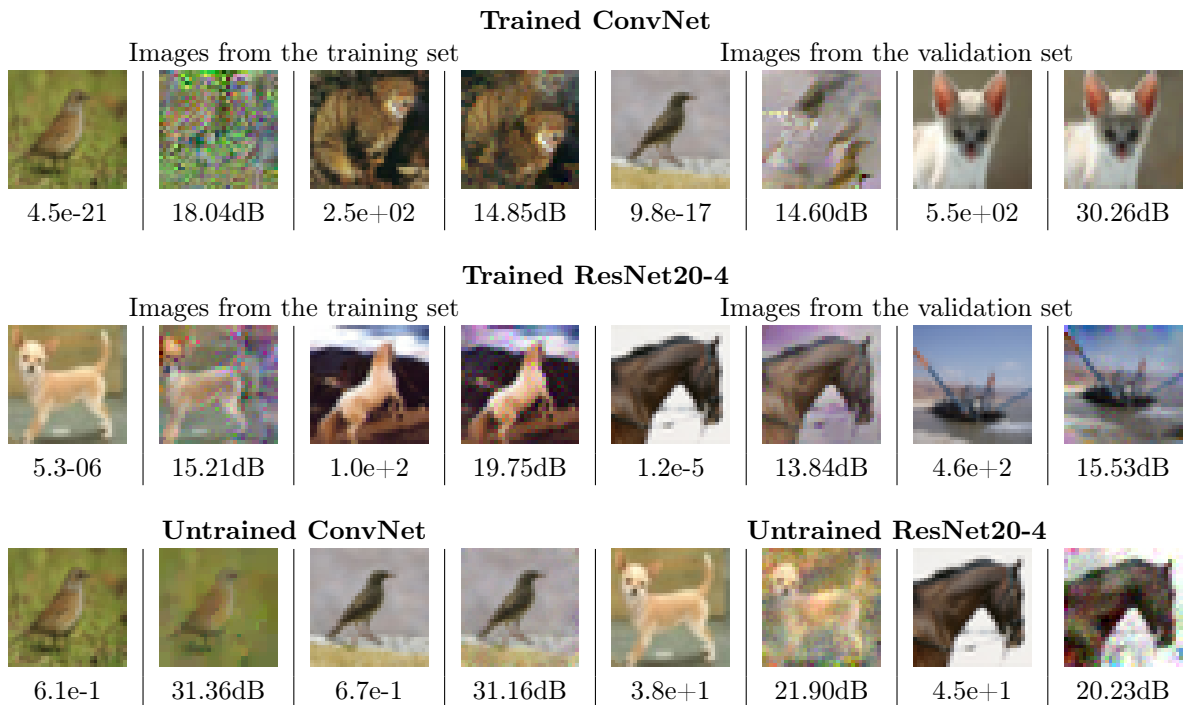 Trained ConvNet
Images from the training set Images from the validation set
4.5e-21 18.04dB 2.5e+02 14.85dB 9.8e-17 14.60dB 5.5e+02 30.26dB
Trained ResNet20-4
Images from the training set Images from the validation set
5.3-06 15.21dB 1.0e+2 19.75dB 1.2e-5 13.84dB 4.6e+2 15.53dB
Untrained ConvNet Untrained ResNet20-4
6.1e-1 31.36dB 6.7e-1 31.16dB 3.8e+1 21.90dB 4.5e+1 20.23dB